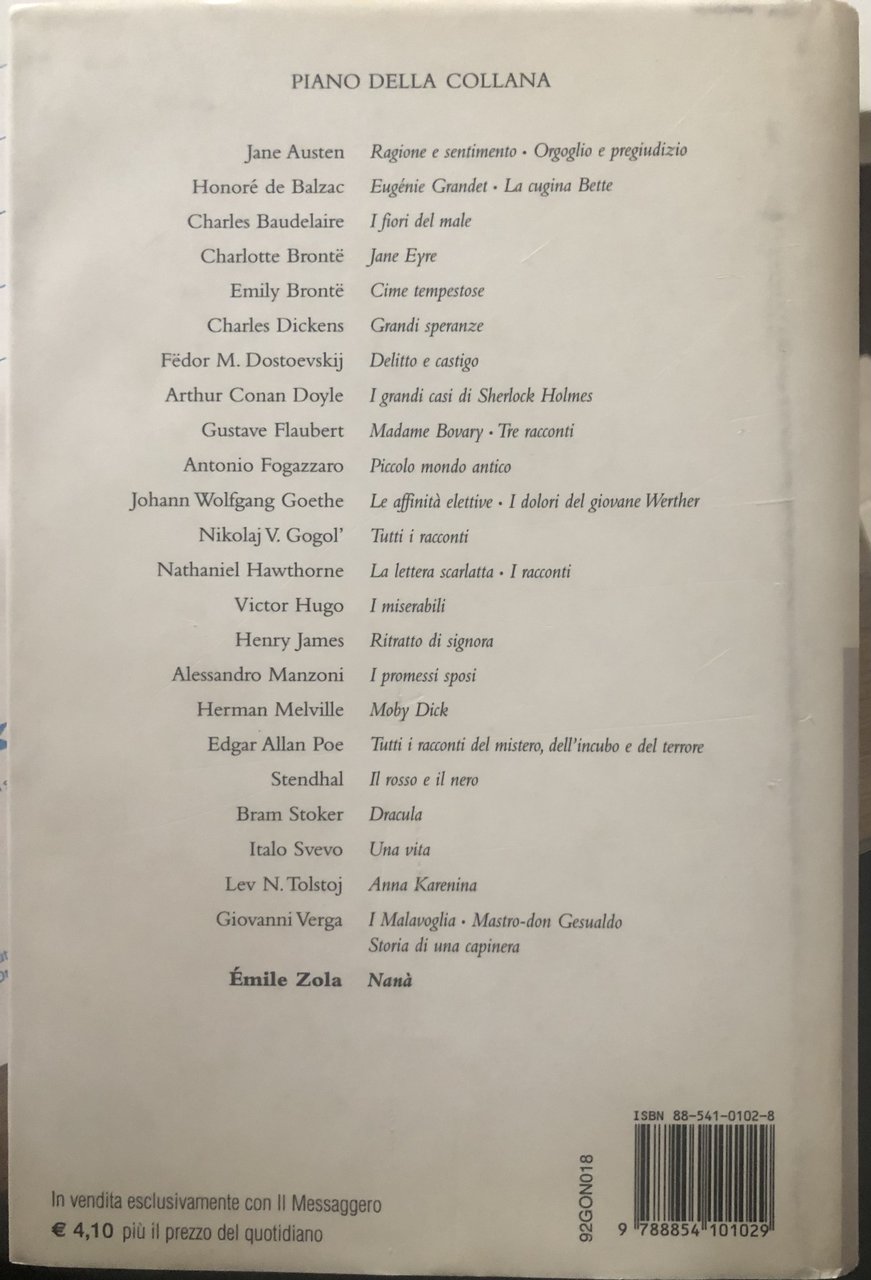 PIANO DELLA COLLANA
Jane Austen Ragione e sentimento • Orgoglio e pregiudizio
Honoré de Balzac Eugénie Grandet • La cugina Bette
Charles Baudelaire I fiori del male
Charlotte Brontë Jane Eyre
Emily Brontë Cime tempestose
Charles Dickens Grandi speranze
Fëdor M. Dostoevskij Delitto e castigo
Arthur Conan Doyle I grandi casi di Sherlock Holmes
Gustave Flaubert Madame Bovary • Tre racconti
Antonio Fogazzaro Piccolo mondo antico
Johann Wolfgang Goethe Le affinità elettive • I dolori del giovane Werther
Nikolaj V. Gogol’ Tutti i racconti
Nathaniel Hawthorne La lettera scarlatta • I racconti
Victor Hugo I miserabili
Henry James Ritratto di signora
Alessandro Manzoni I promessi sposi
Herman Melville Moby Dick
Edgar Allan Poe Tutti i racconti del mistero, dell’incubo e del terrore
Stendhal Il rosso e il nero
Bram Stoker Dracula
Italo Svevo Una vita
Lev N. Tolstoj Anna Karenina
Giovanni Verga I Malavoglia • Mastro-don Gesualdo
Storia di una capinera
Émile Zola Nanà
ISBN 88-541-0102-8
92GON018
9 788854 101029
In vendita esclusivamente con Il Messaggero
€ 4,10 più il prezzo del quotidiano